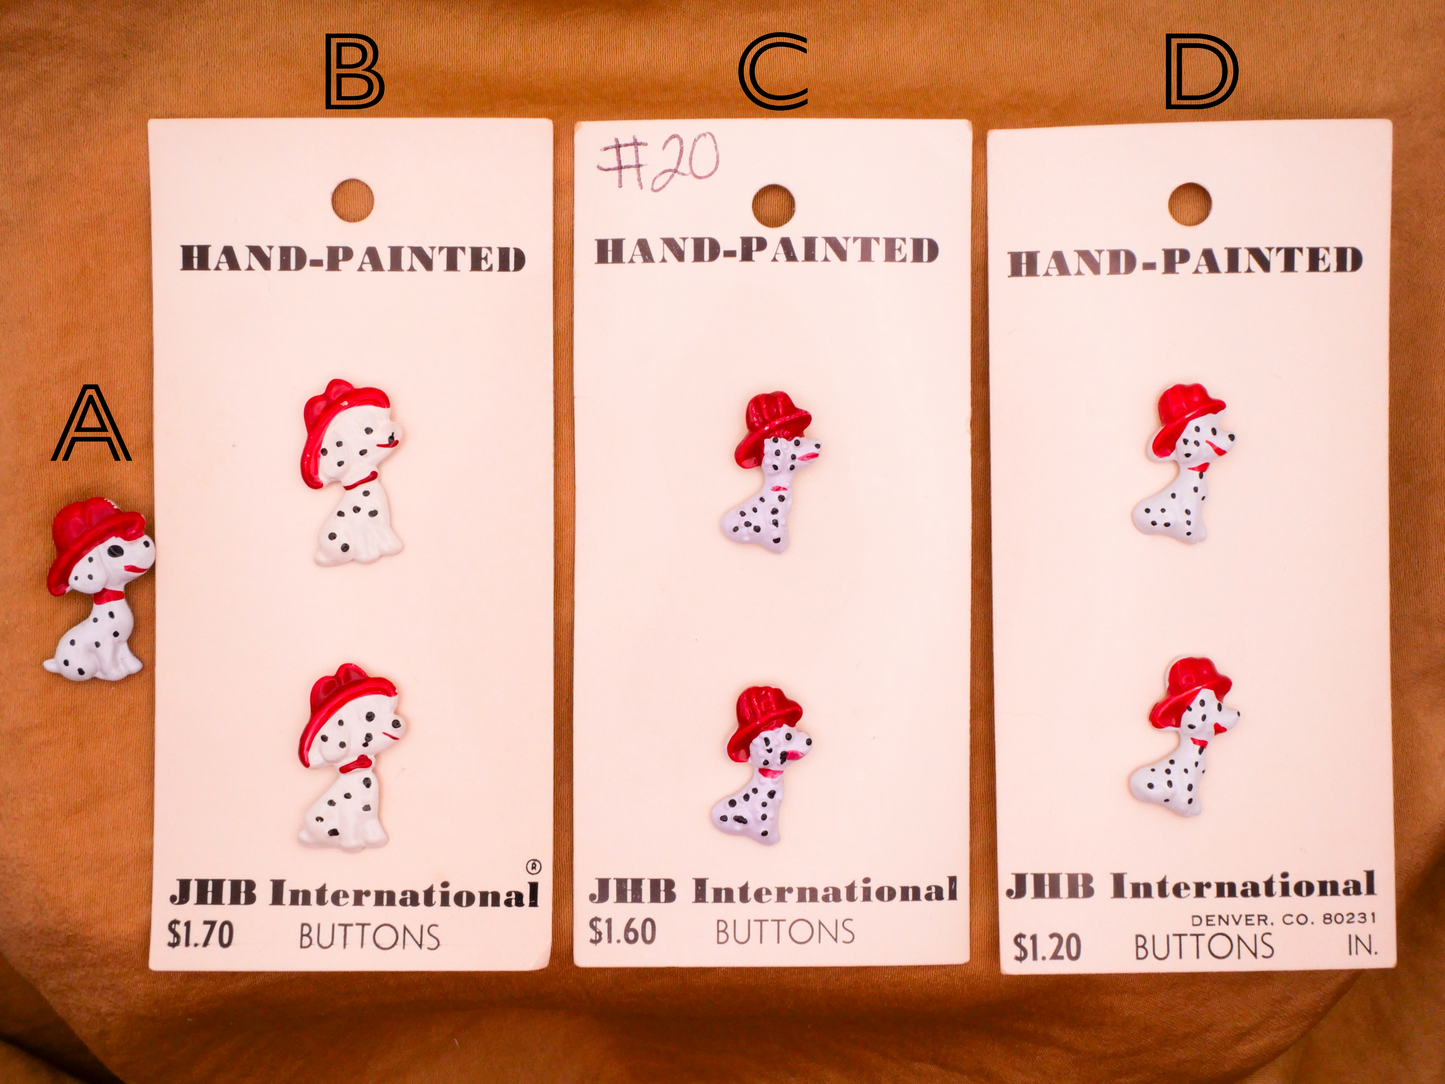 A
B
HAND-PAINTED
JHB International®
$1.70 BUTTONS
C
#20
HAND-PAINTED
JHB International
$1.60 BUTTONS
D
HAND-PAINTED
JHB International
DENVER. CO. 80231
$1.20 BUTTONS IN.